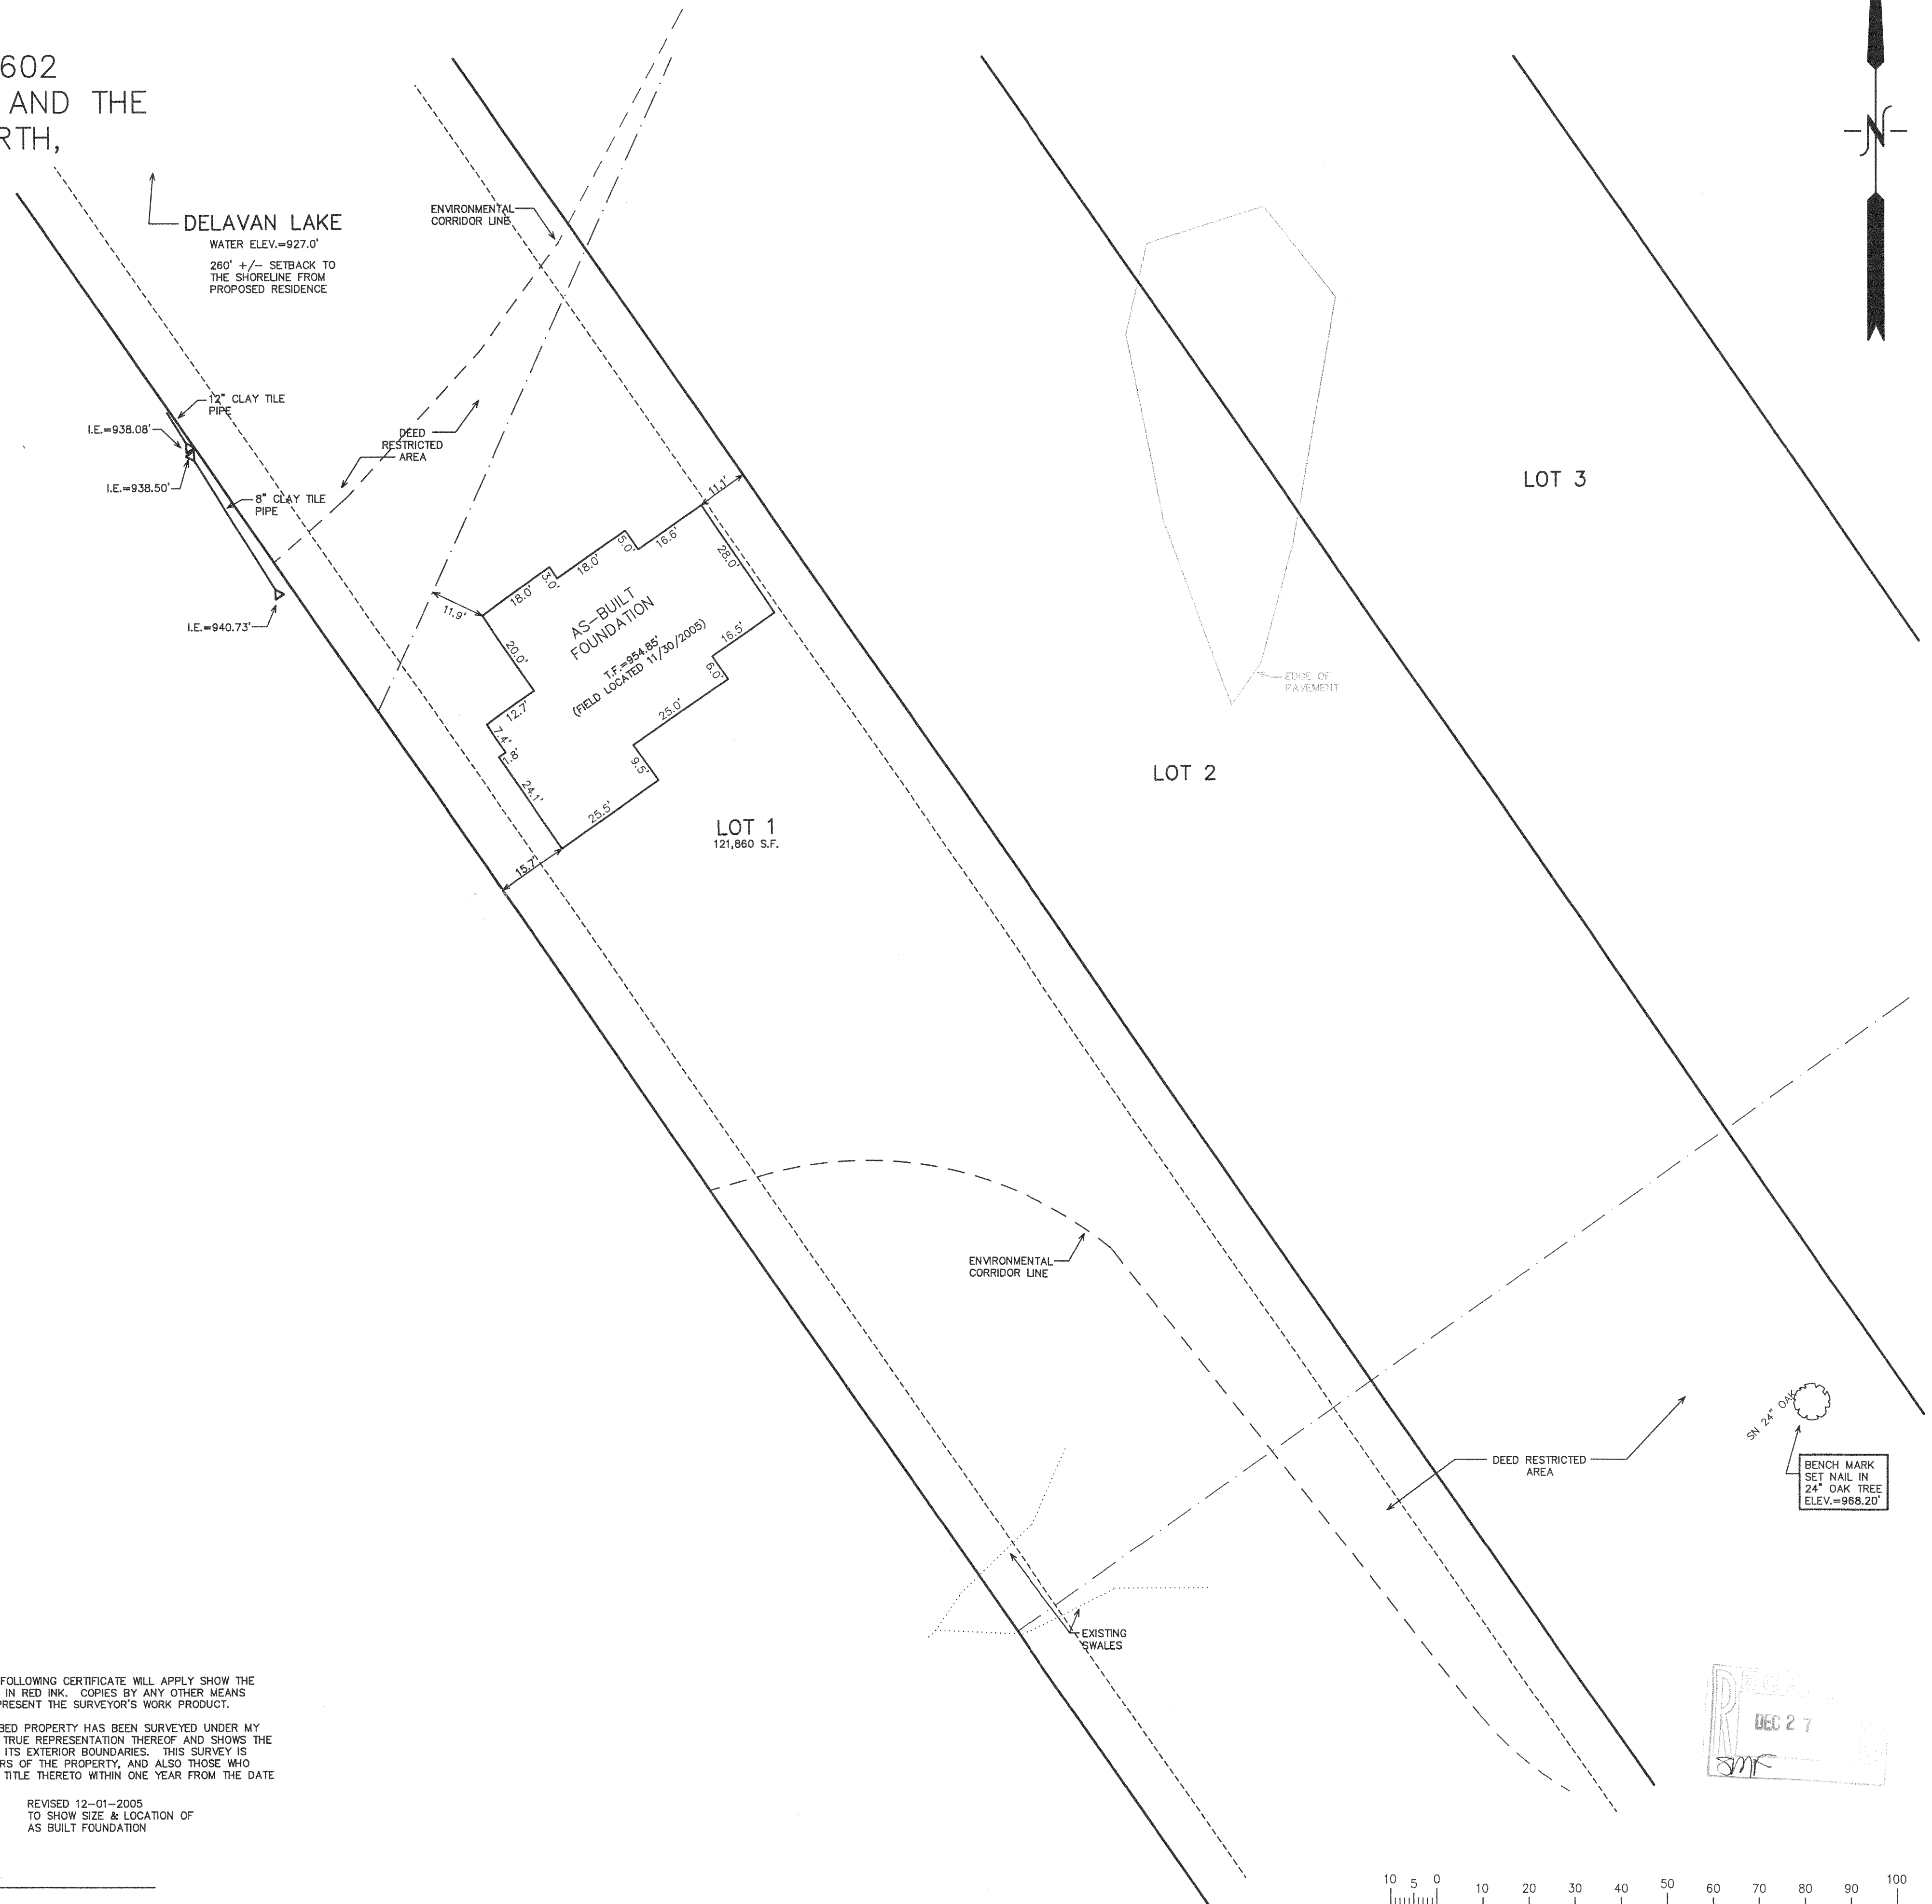 602
AND THE
RTH,
DELAVAN LAKE
WATER ELEV.=927.0'
260' +/- SETBACK TO
THE SHORELINE FROM
PROPOSED RESIDENCE
ENVIRONMENTAL
CORRIDOR LINE
N
12" CLAY TILE
PIPE
I.E.=938.08'
I.E.=938.50'
8" CLAY TILE
PIPE
I.E.=940.73'
DEED
RESTRICTED
AREA
11.1'
16.6'
5.0'
18.0'
3.0'
18.0'
28.0'
11.9'
20.0'
AS-BUILT
FOUNDATION
T.F.=954.85'
(FIELD LOCATED 11/30/2005)
16.5'
6.0'
25.0'
12.7'
7.4'
1.8'
9.5'
24.1'
25.5'
15.7'
LOT 1
121,860 S.F.
LOT 2
LOT 3
EDGE OF
PAVEMENT
ENVIRONMENTAL
CORRIDOR LINE
DEED RESTRICTED
AREA
SN 24" OAK
BENCH MARK
SET NAIL IN
24" OAK TREE
ELEV.=968.20'
EXISTING
SWALES
FOLLOWING CERTIFICATE WILL APPLY SHOW THE
IN RED INK. COPIES BY ANY OTHER MEANS
PRESENT THE SURVEYOR'S WORK PRODUCT.
BED PROPERTY HAS BEEN SURVEYED UNDER MY
TRUE REPRESENTATION THEREOF AND SHOWS THE
ITS EXTERIOR BOUNDARIES. THIS SURVEY IS
RS OF THE PROPERTY, AND ALSO THOSE WHO
TITLE THERETO WITHIN ONE YEAR FROM THE DATE
REVISED 12-01-2005
TO SHOW SIZE & LOCATION OF
AS BUILT FOUNDATION
DEC 27
10 5 0 10 20 30 40 50 60 70 80 90 100